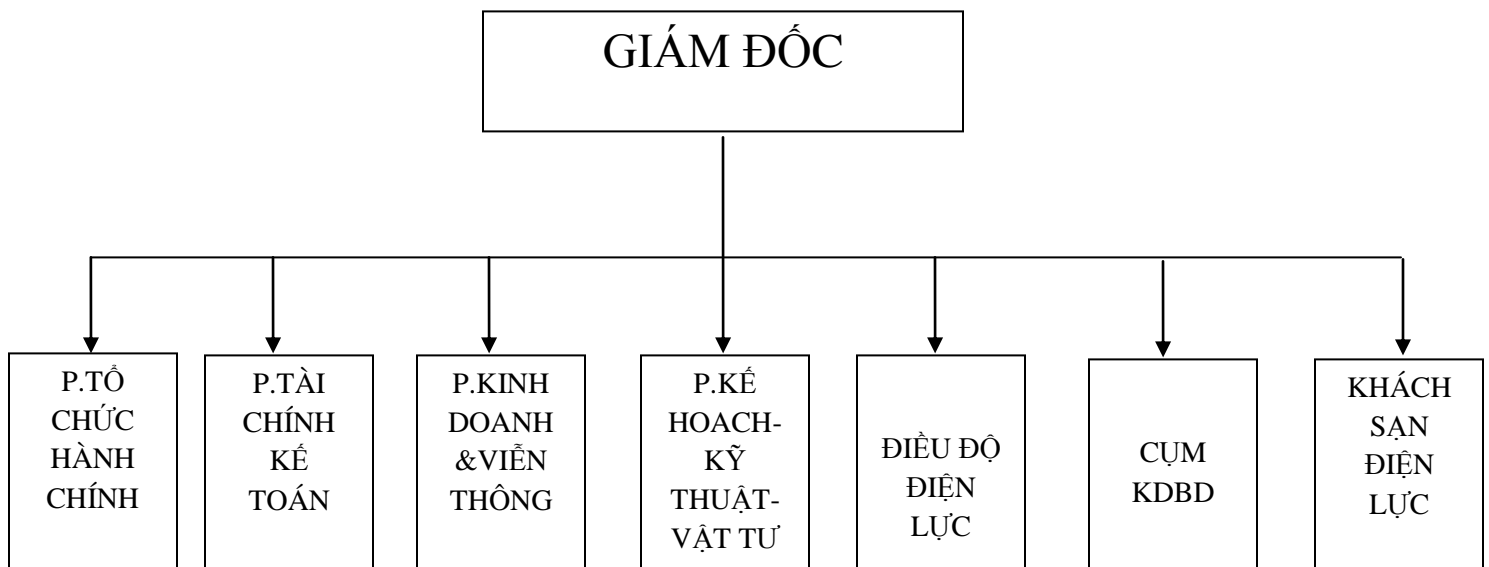 GIÁM ĐỐC
P.TỔ
CHỨC
HÀNH
CHÍNH
P.TÀI
CHÍNH
KẾ
TOÁN
P.KINH
DOANH
&VIỄN
THÔNG
P.KẾ
HOACH-
KỸ
THUẬT-
VẬT TƯ
ĐIỀU ĐỘ
ĐIỆN
LỰC
CỤM
KDBD
KHÁCH
SẠN
ĐIỆN
LỰC